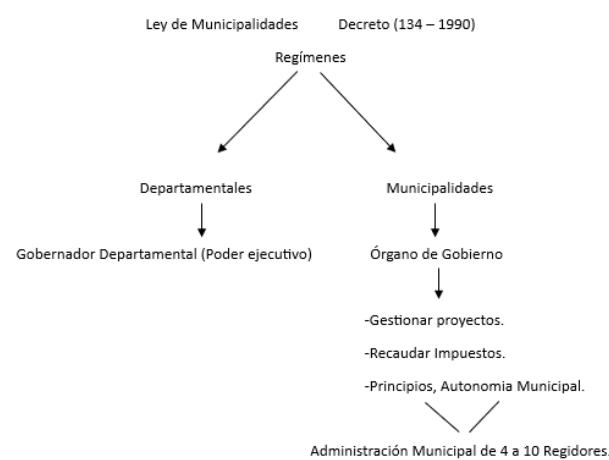 Ley de Municipalidades Decreto (134 – 1990)
Regímenes
Departamentales Municipalidades
Gobernador Departamental (Poder ejecutivo) Órgano de Gobierno
-Gestionar proyectos.
-Recaudar Impuestos.
-Principios, Autonomia Municipal.
Administración Municipal de 4 a 10 Regidores.